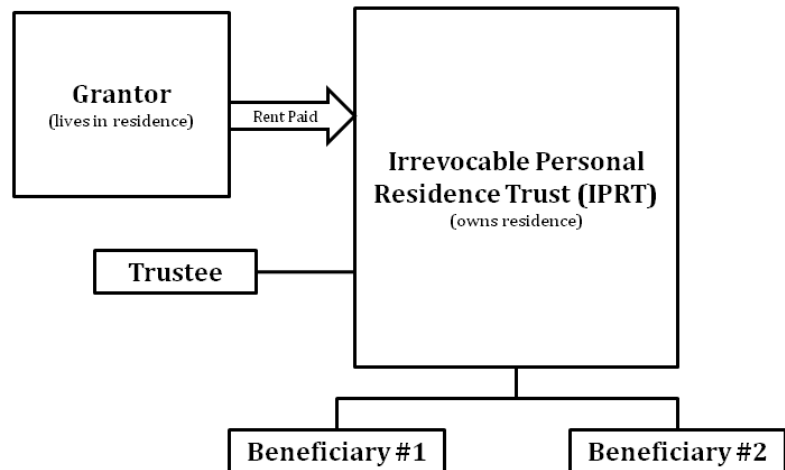 Grantor
(lives in residence)
Rent Paid
Irrevocable Personal
Residence Trust (IPRT)
(owns residence)
Trustee
Beneficiary #1
Beneficiary #2